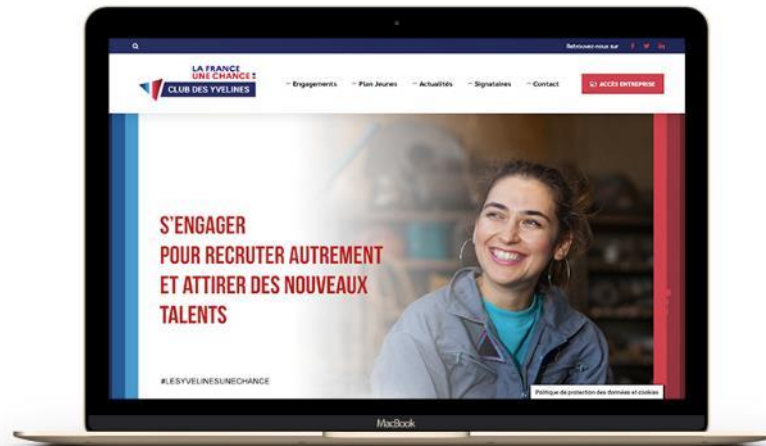 Retrouvez-nous sur
LA FRANCE
UNE CHANCE
CLUB DES YVELINES
Engagements Plan Jeunes Actualités Signataires Contact ACCÈS ENTREPRISE
S'ENGAGER
POUR RECRUTER AUTREMENT
ET ATTIRER DES NOUVEAUX
TALENTS
#LESYVELINESUNECHANCE
Politique de protection des données et cookies
MacBook